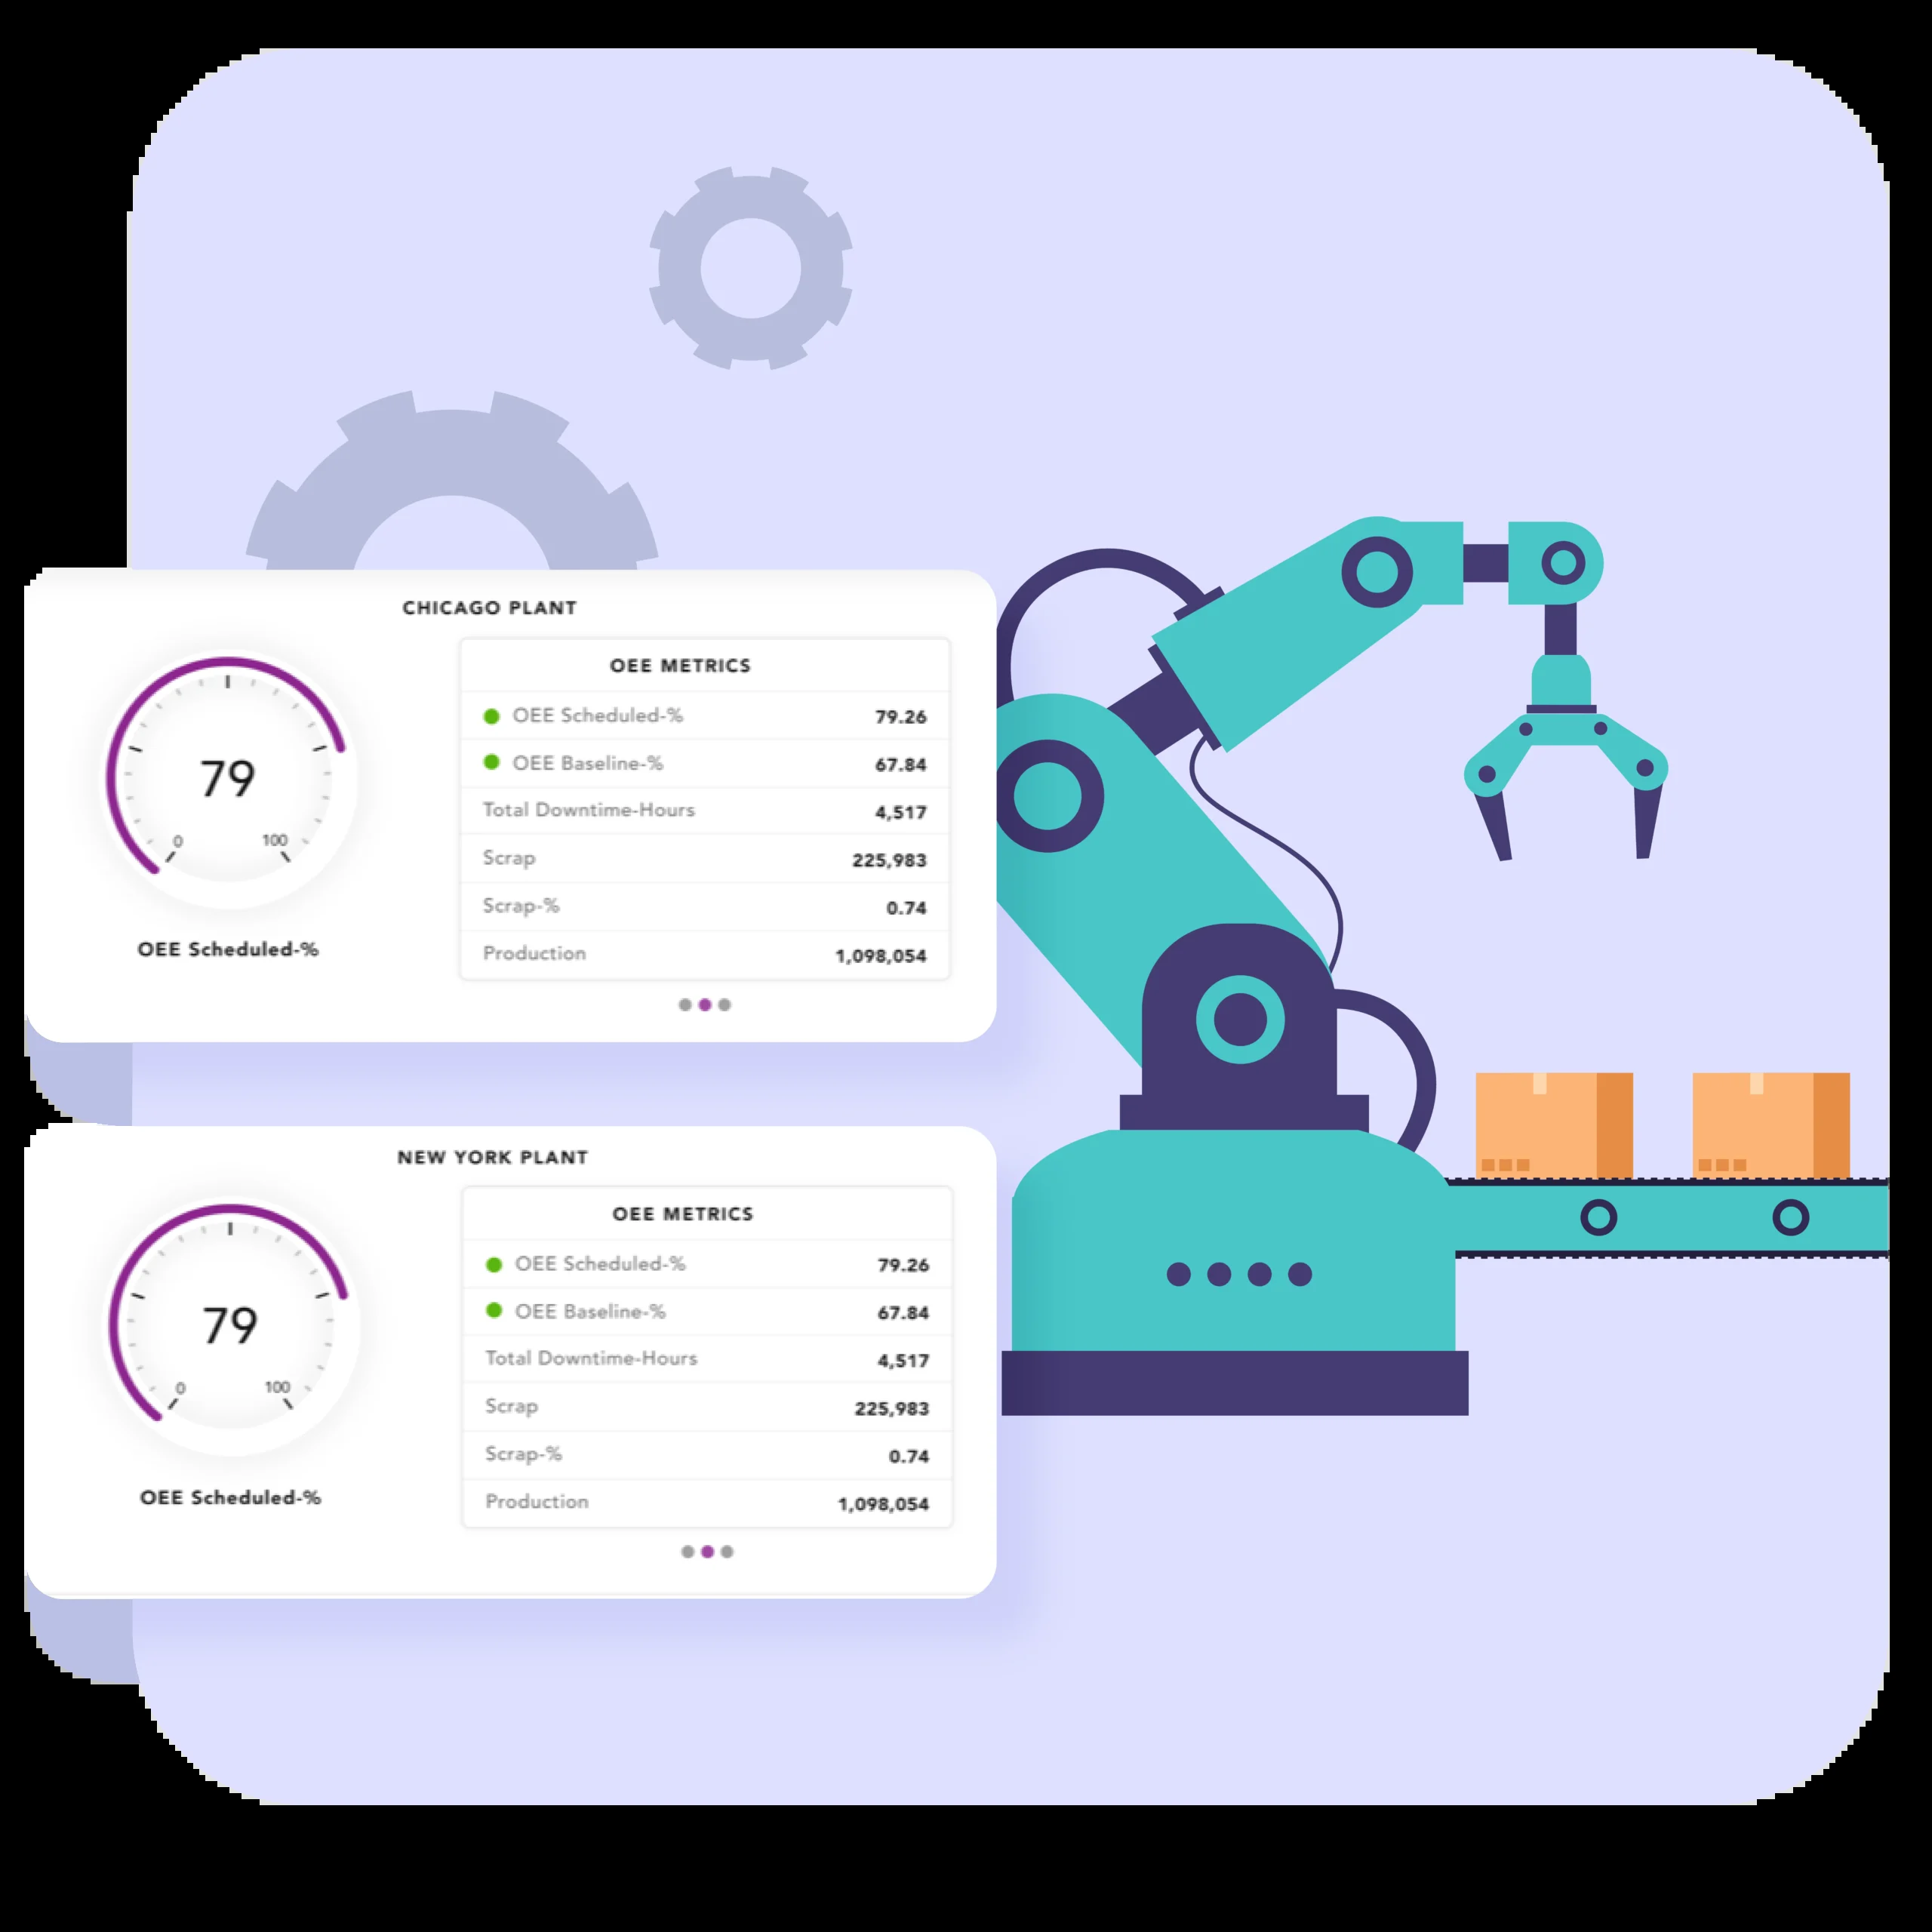 CHICAGO PLANT
OEE METRICS
OEE Scheduled-% 79.26
OEE Baseline-% 67.84
Total Downtime-Hours 4,517
Scrap 225,983
Scrap-% 0.74
Production 1,098,054
79
0 100
OEE Scheduled-%
NEW YORK PLANT
OEE METRICS
OEE Scheduled-% 79.26
OEE Baseline-% 67.84
Total Downtime-Hours 4,517
Scrap 225,983
Scrap-% 0.74
Production 1,098,054
79
0 100
OEE Scheduled-%